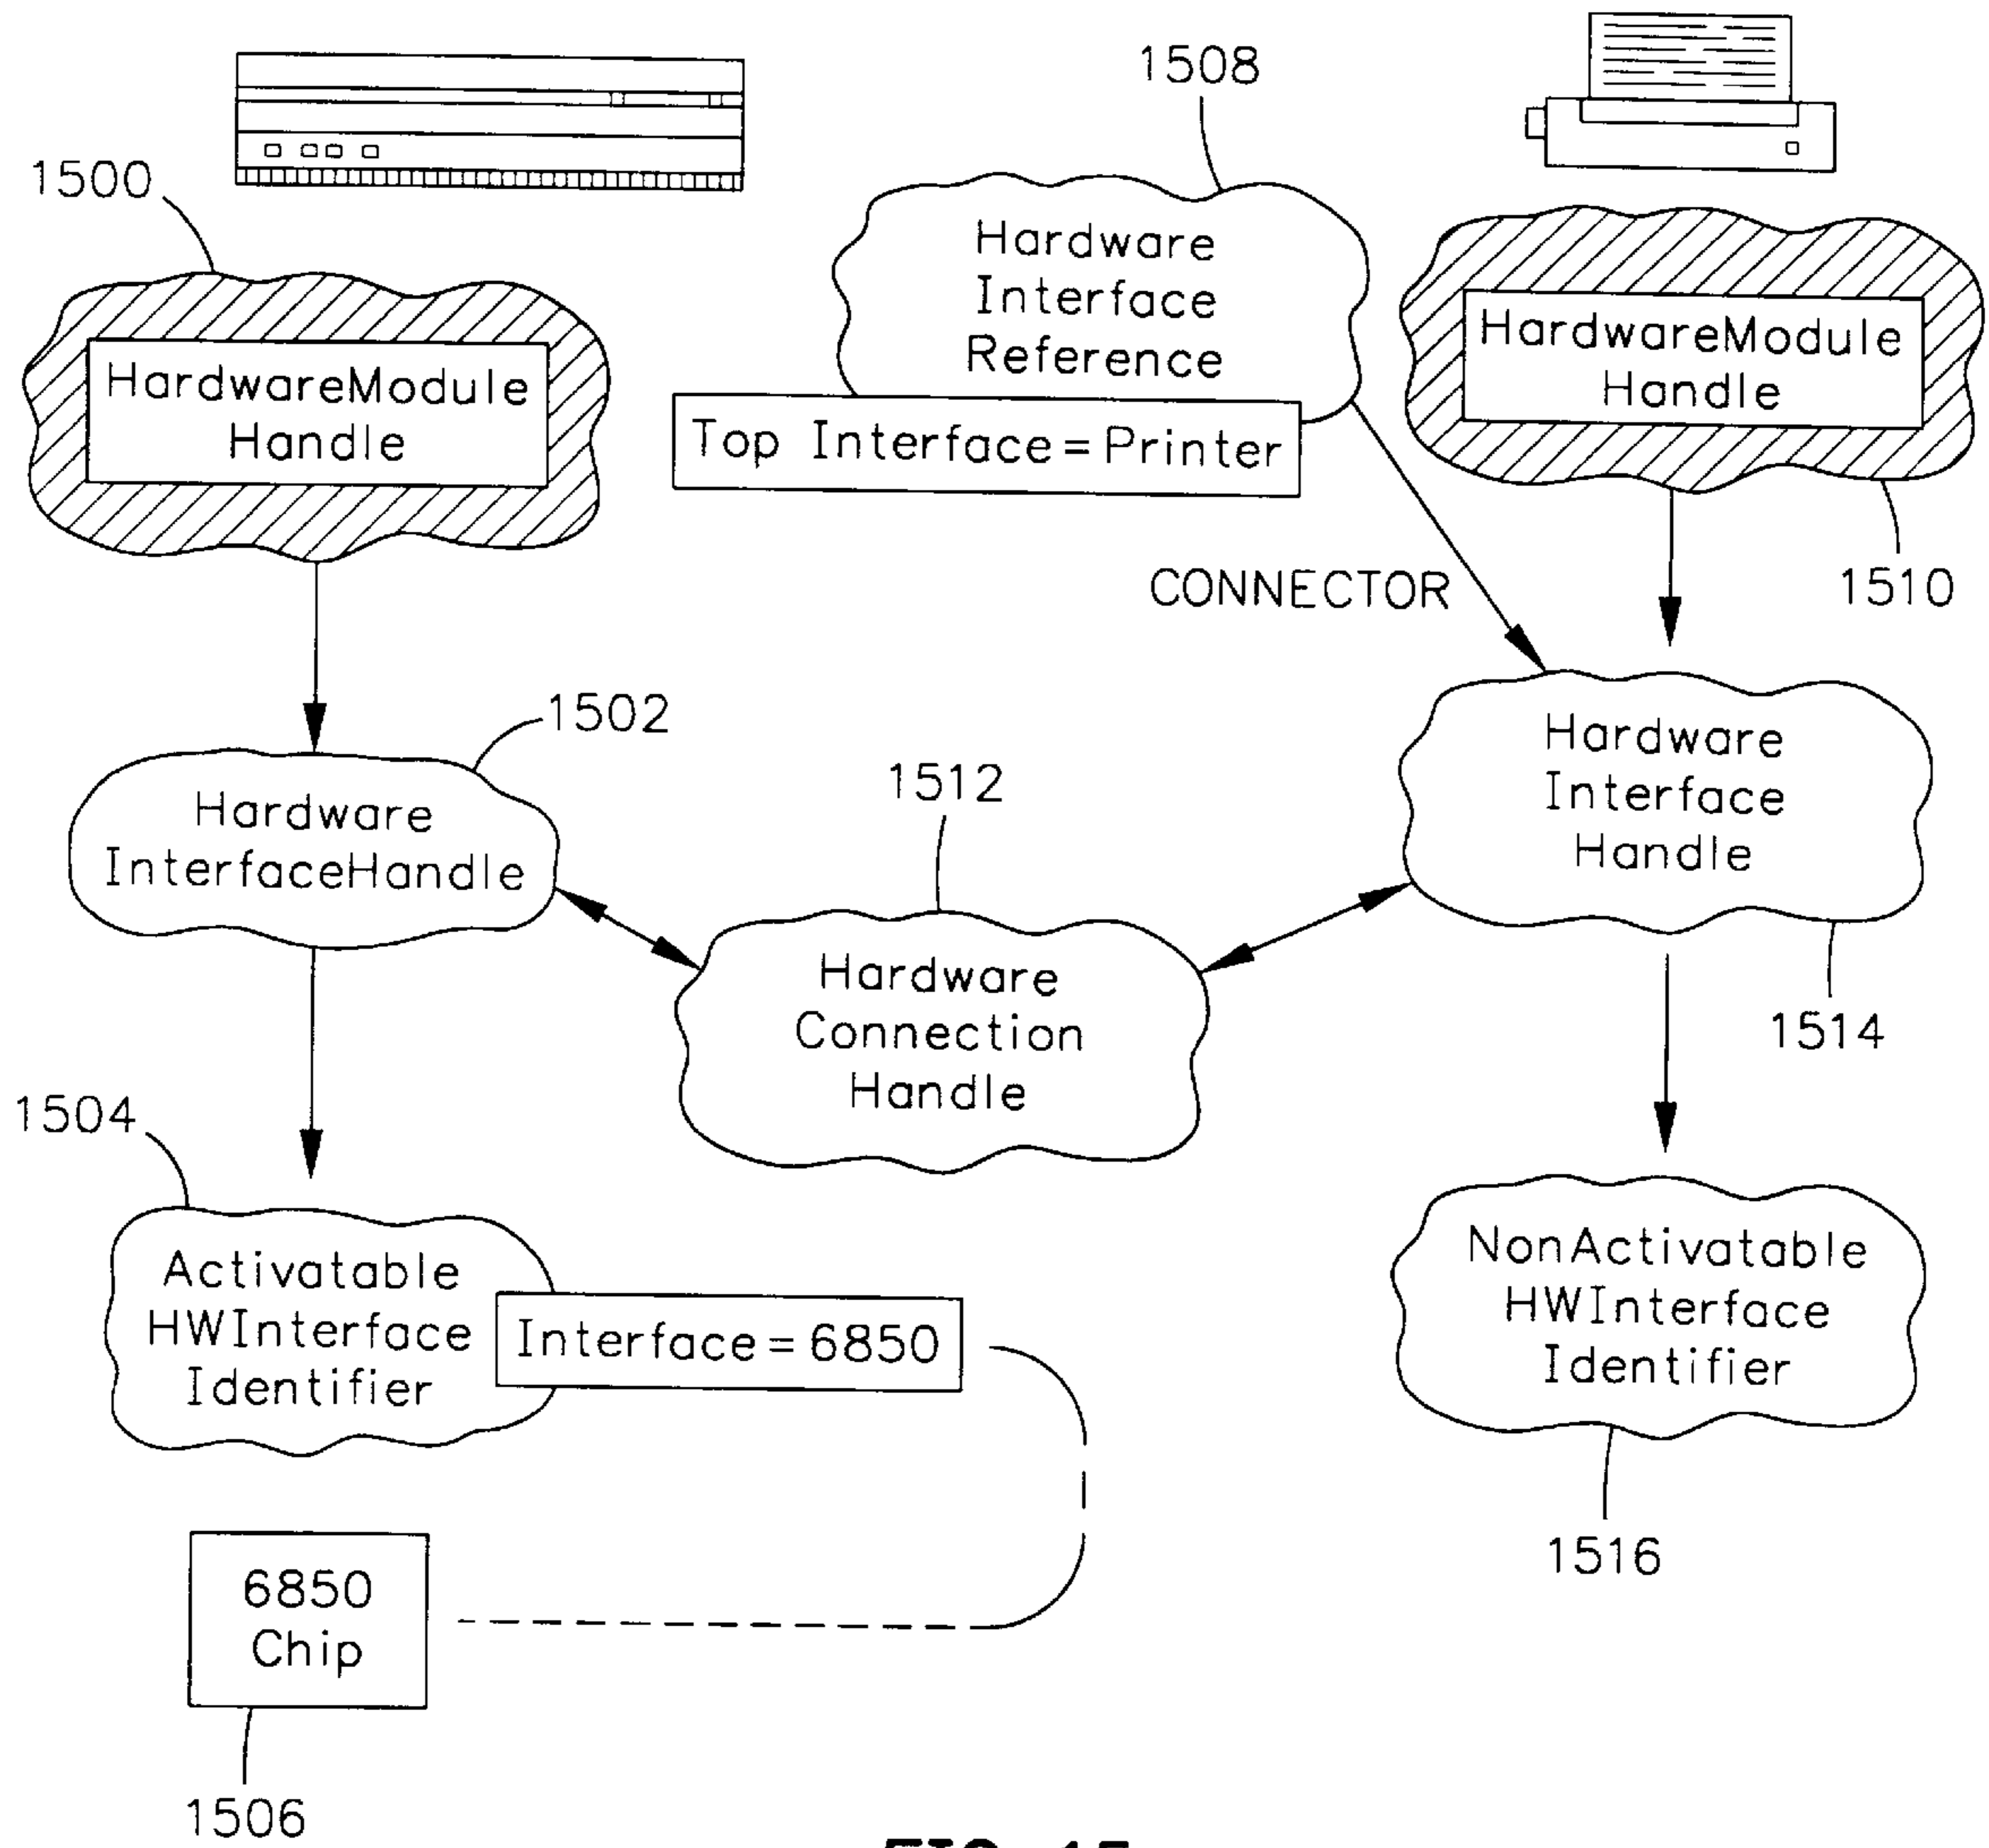 1508
1500
Hardware
Interface
Reference
HardwareModule
Handle
HardwareModule
Handle
Top Interface = Printer
CONNECTOR
1510
1502
Hardware
InterfaceHandle
1512
Hardware
Interface
Handle
Hardware
Connection
Handle
1514
1504
Activatable
HWInterface
Identifier
Interface = 6850
NonActivatable
HWInterface
Identifier
1516
6850
Chip
1506